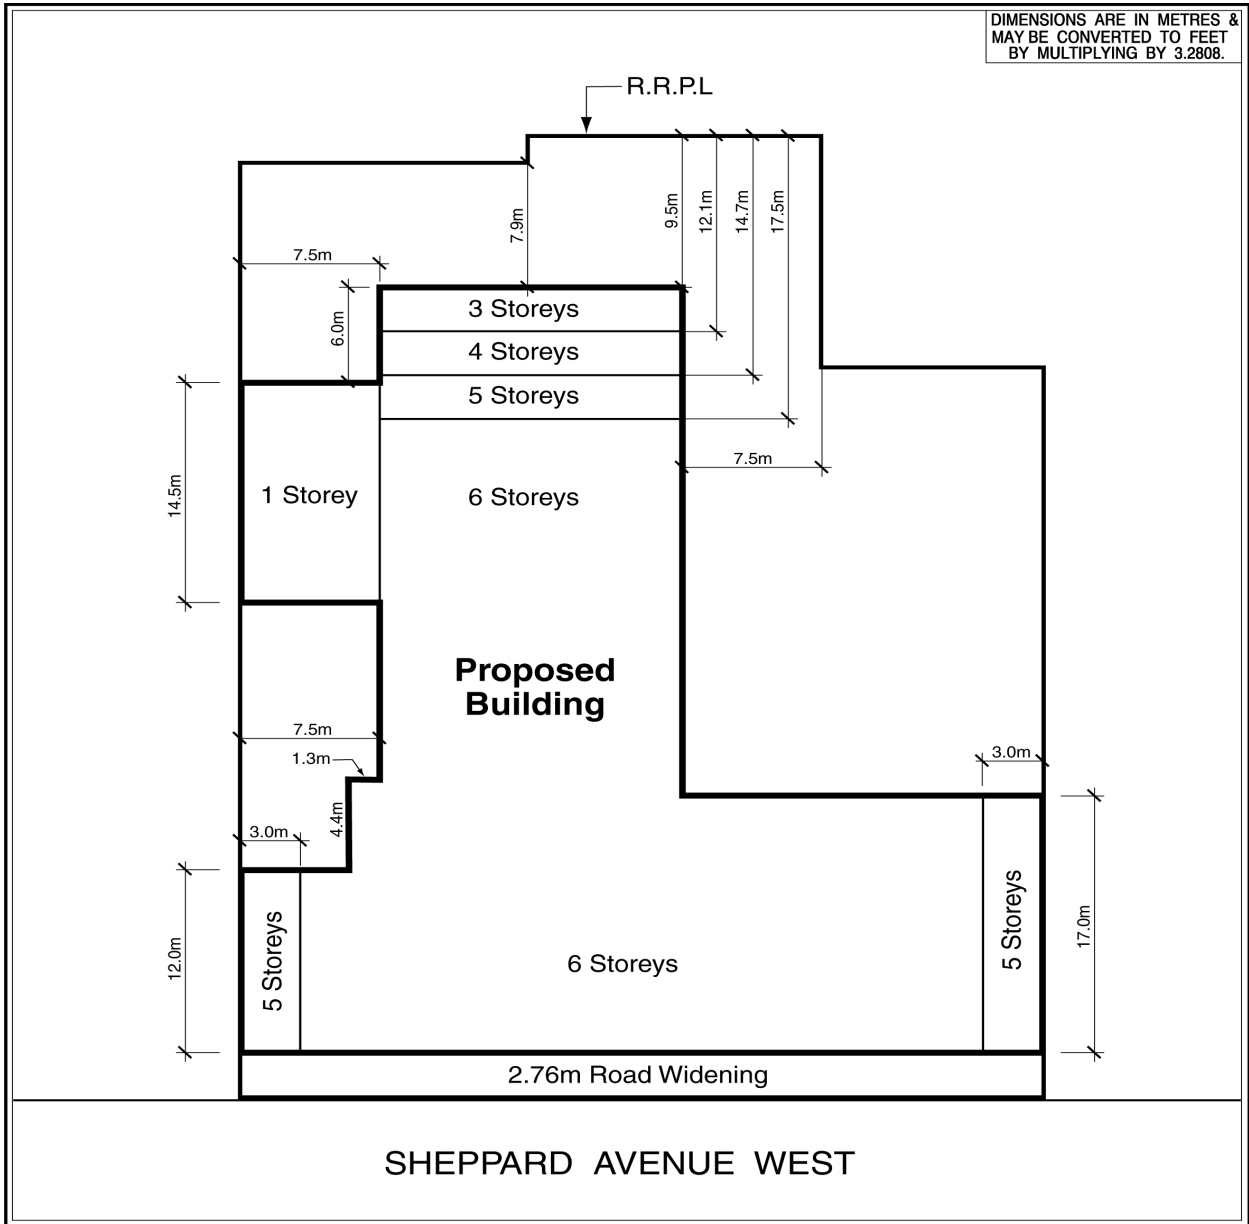 DIMENSIONS ARE IN METRES &
MAY BE CONVERTED TO FEET
BY MULTIPLYING BY 3.2808.
R.R.P.L
7.9m
9.5m
12.1m
14.7m
17.5m
7.5m
6.0m
3 Storeys
4 Storeys
5 Storeys
7.5m
14.5m
1 Storey
6 Storeys
Proposed
Building
7.5m
1.3m
4.4m
3.0m
3.0m
12.0m
5 Storeys
6 Storeys
5 Storeys
17.0m
2.76m Road Widening
SHEPPARD AVENUE WEST